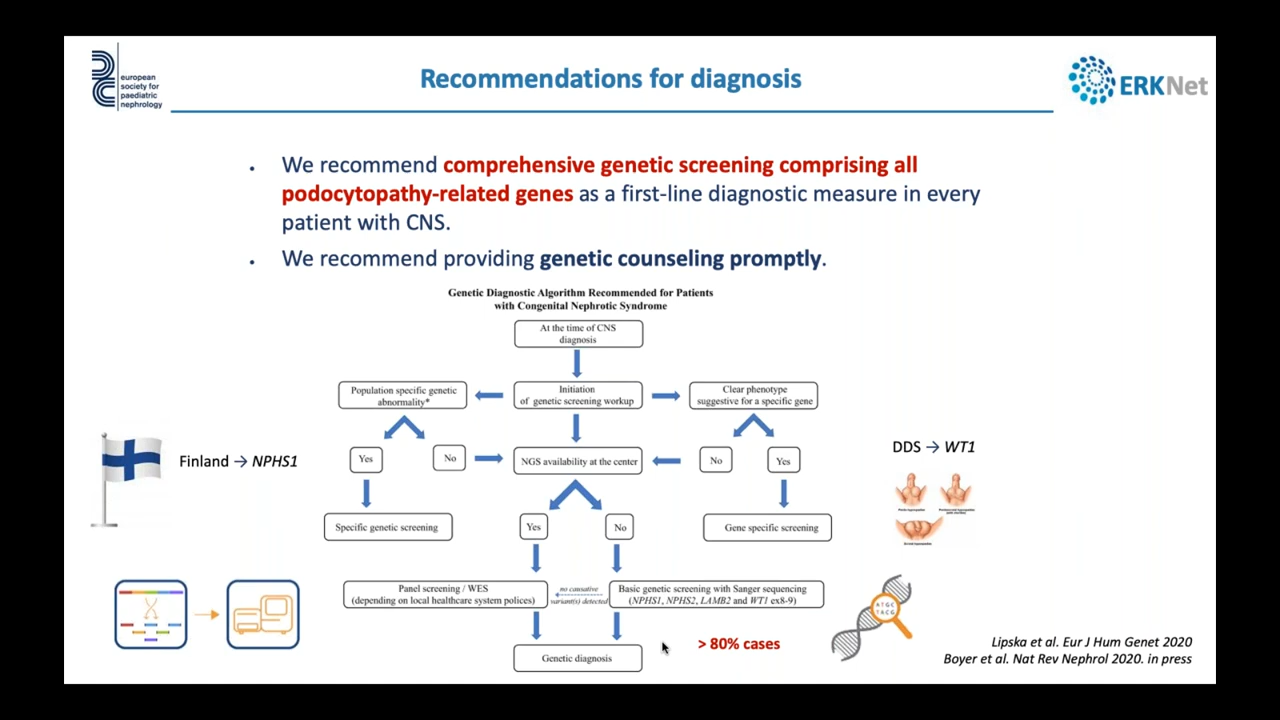 european
society for
paediatric
nephrology
Recommendations for diagnosis
ERKNet
• We recommend comprehensive genetic screening comprising all
podocytopathy-related genes as a first-line diagnostic measure in every
patient with CNS.
• We recommend providing genetic counseling promptly.
Genetic Diagnostic Algorithm Recommended for Patients
with Congenital Nephrotic Syndrome
At the time of CNS
diagnosis
Population specific genetic
abnormality*
Initiation
of genetic screening workup
Clear phenotype
suggestive for a specific gene
Finland → NPHS1
Yes
No
NGS availability at the center
No
Yes
DDS → WT1
Specific genetic screening
Yes
No
Gene specific screening
Panel screening / WES
(depending on local healthcare system polices)
no causative
variant(s) detected
Basic genetic screening with Sanger sequencing
(NPHS1, NPHS2, LAMB2 and WT1 ex8-9)
ATGC
TACG
Genetic diagnosis
> 80% cases
Lipska et al. Eur J Hum Genet 2020
Boyer et al. Nat Rev Nephrol 2020. in press